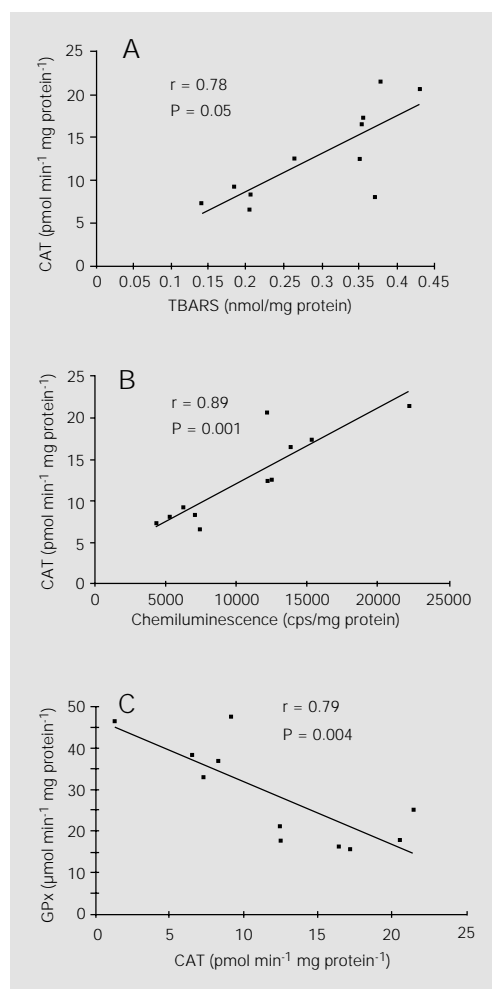 A
r = 0.78
P = 0.05
CAT (pmol min-1 mg protein-1)
25
20
15
10
5
0
0 0.05 0.1 0.15 0.2 0.25 0.3 0.35 0.4 0.45
TBARS (nmol/mg protein)
B
r = 0.89
P = 0.001
CAT (pmol min-1 mg protein-1)
25
20
15
10
5
0
0 5000 10000 15000 20000 25000
Chemiluminescence (cps/mg protein)
C
r = 0.79
P = 0.004
GPx (µmol min-1 mg protein-1)
50
40
30
20
10
0
0 5 10 15 20 25
CAT (pmol min-1 mg protein-1)